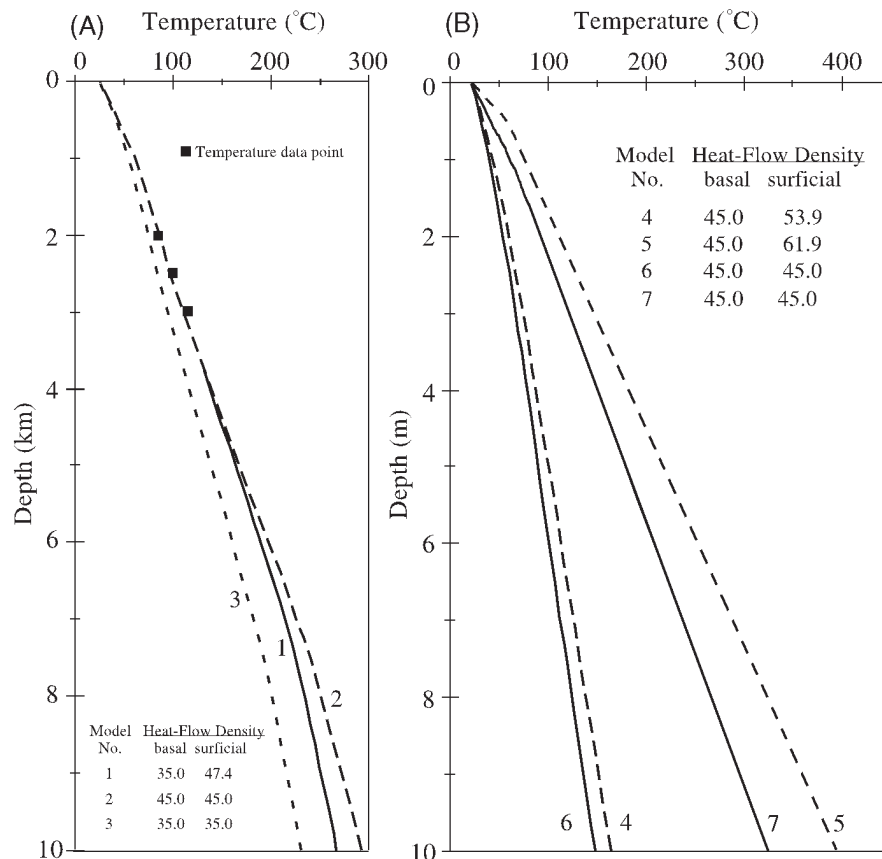 (A) Temperature (°C)
0 100 200 300
0
2
4
6
8
10
Depth (km)
■ Temperature data point
3
1
2
Model Heat-Flow Density
No. basal surficial
1 35.0 47.4
2 45.0 45.0
3 35.0 35.0
(B) Temperature (°C)
0 100 200 300 400
0
2
4
6
8
10
Depth (m)
Model Heat-Flow Density
No. basal surficial
4 45.0 53.9
5 45.0 61.9
6 45.0 45.0
7 45.0 45.0
6 4 7 5